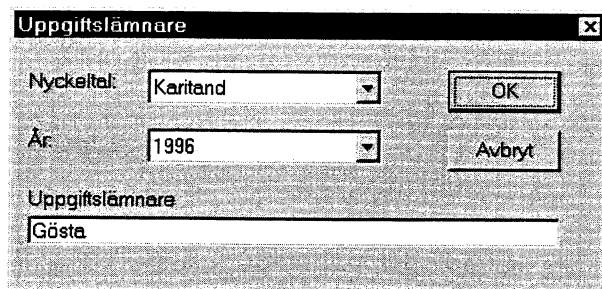 Uppgiftslämnare
Nyckeltal: Karitand OK
År: 1996 Avbryt
Uppgiftslämnare
Gösta